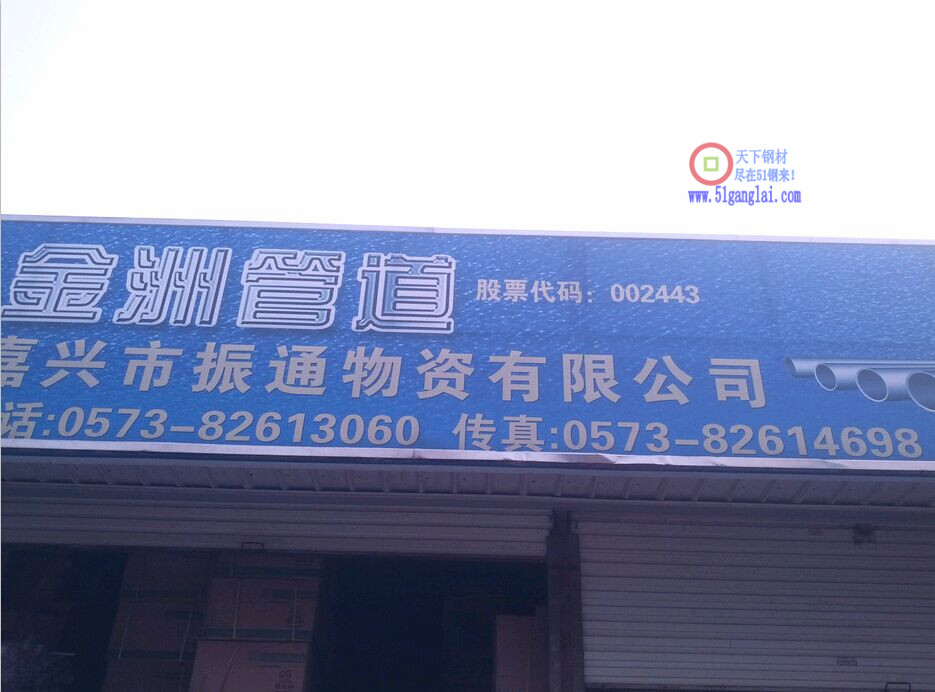 天下钢材
尽在51钢来!
www.51ganglai.com
金洲管道 股票代码：002443
嘉兴市振通物资有限公司
话:0573-82613060 传真:0573-82614698